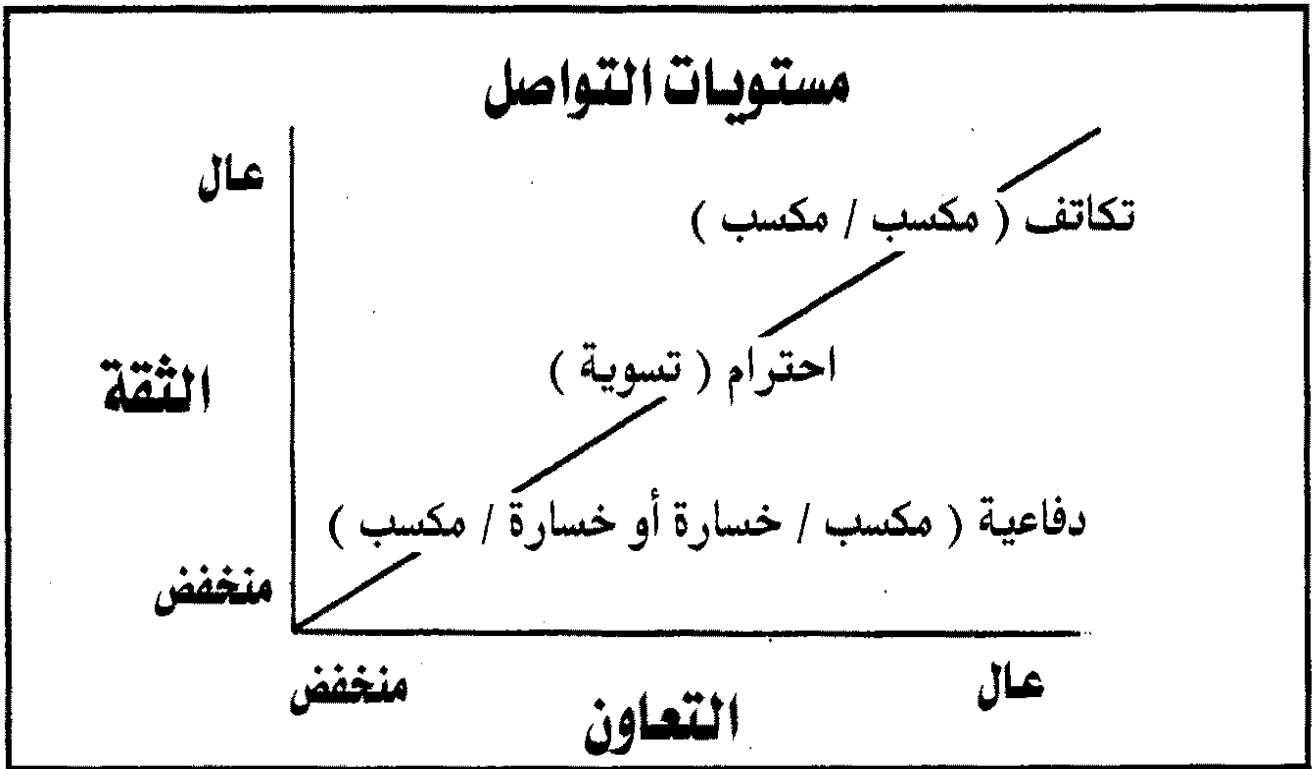 مستويات التواصل
عال
تكاتف ( مكسب / مكسب )
احترام ( تسوية )
الثقة
دفاعية ( مكسب / خسارة أو خسارة / مكسب )
منخفض
منخفض
عال
التعاون